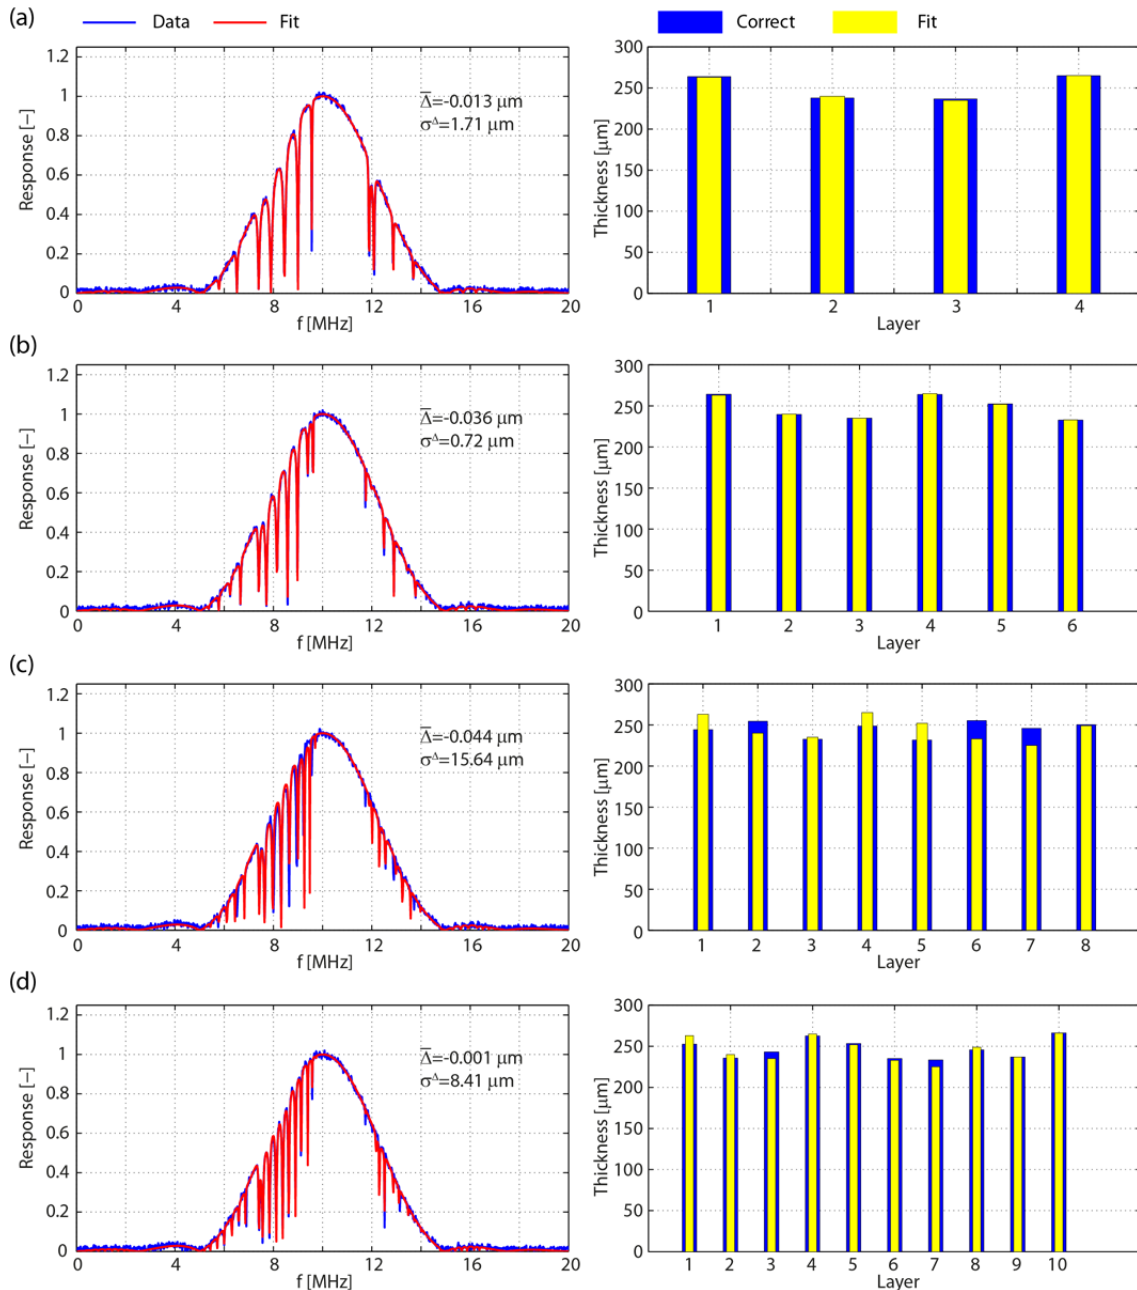 (a)
Data Fit
Correct Fit
1.2
1
0.8
0.6
0.4
0.2
0
Response [–]
Δ̅=-0.013 μm
σ^Δ=1.71 μm
0 4 8 12 16 20
f [MHz]
300
250
200
150
100
50
0
Thickness [μm]
1 2 3 4
Layer
(b)
1.2
1
0.8
0.6
0.4
0.2
0
Response [–]
Δ̅=-0.036 μm
σ^Δ=0.72 μm
0 4 8 12 16 20
f [MHz]
300
250
200
150
100
50
0
Thickness [μm]
1 2 3 4 5 6
Layer
(c)
1.2
1
0.8
0.6
0.4
0.2
0
Response [–]
Δ̅=-0.044 μm
σ^Δ=15.64 μm
0 4 8 12 16 20
f [MHz]
300
250
200
150
100
50
0
Thickness [μm]
1 2 3 4 5 6 7 8
Layer
(d)
1.2
1
0.8
0.6
0.4
0.2
0
Response [–]
Δ̅=-0.001 μm
σ^Δ=8.41 μm
0 4 8 12 16 20
f [MHz]
300
250
200
150
100
50
0
Thickness [μm]
1 2 3 4 5 6 7 8 9 10
Layer